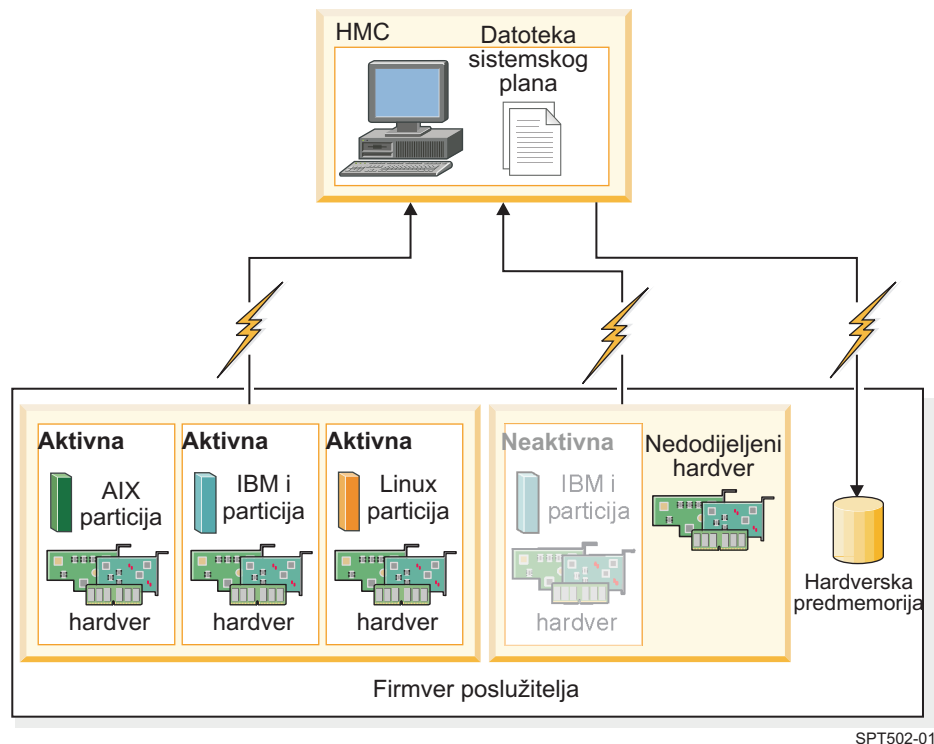 HMC
Datoteka
sistemskog
plana
Aktivna
AIX
particija
hardver
Aktivna
IBM i
particija
hardver
Aktivna
Linux
particija
hardver
Neaktivna
IBM i
particija
hardver
Nedodijeljeni
hardver
Hardverska
predmemorija
Firmver poslužitelja
SPT502-01